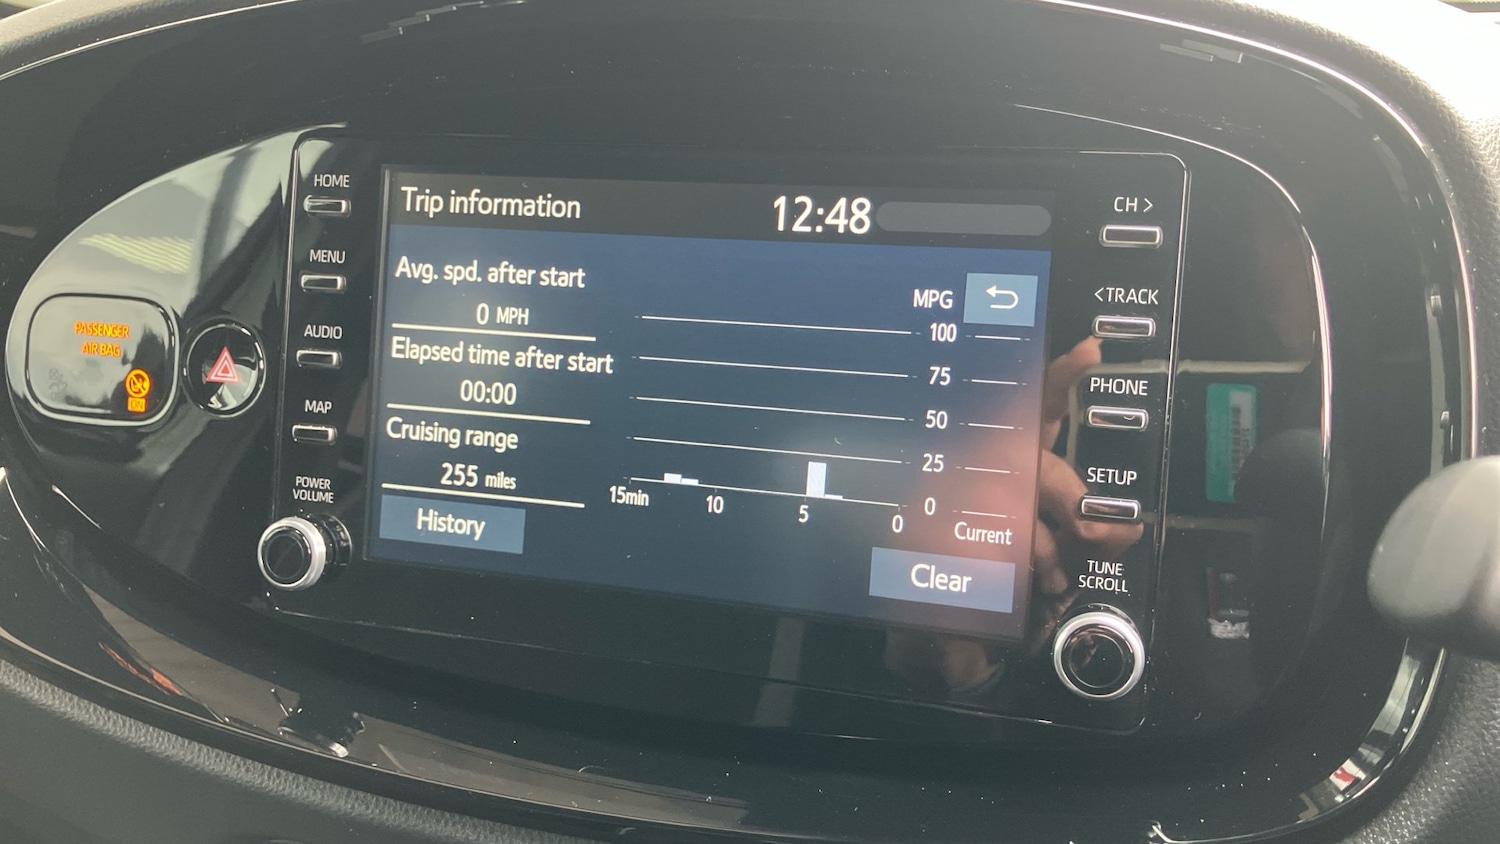 HOME
MENU
AUDIO
MAP
POWER
VOLUME
PASSENGER
AIR BAG
ON
Trip information
12:48
Avg. spd. after start
0 MPH
Elapsed time after start
00:00
Cruising range
255 miles
History
MPG
100
75
50
25
0
15min
10
5
0
Current
Clear
CH >
< TRACK
PHONE
SETUP
TUNE
SCROLL